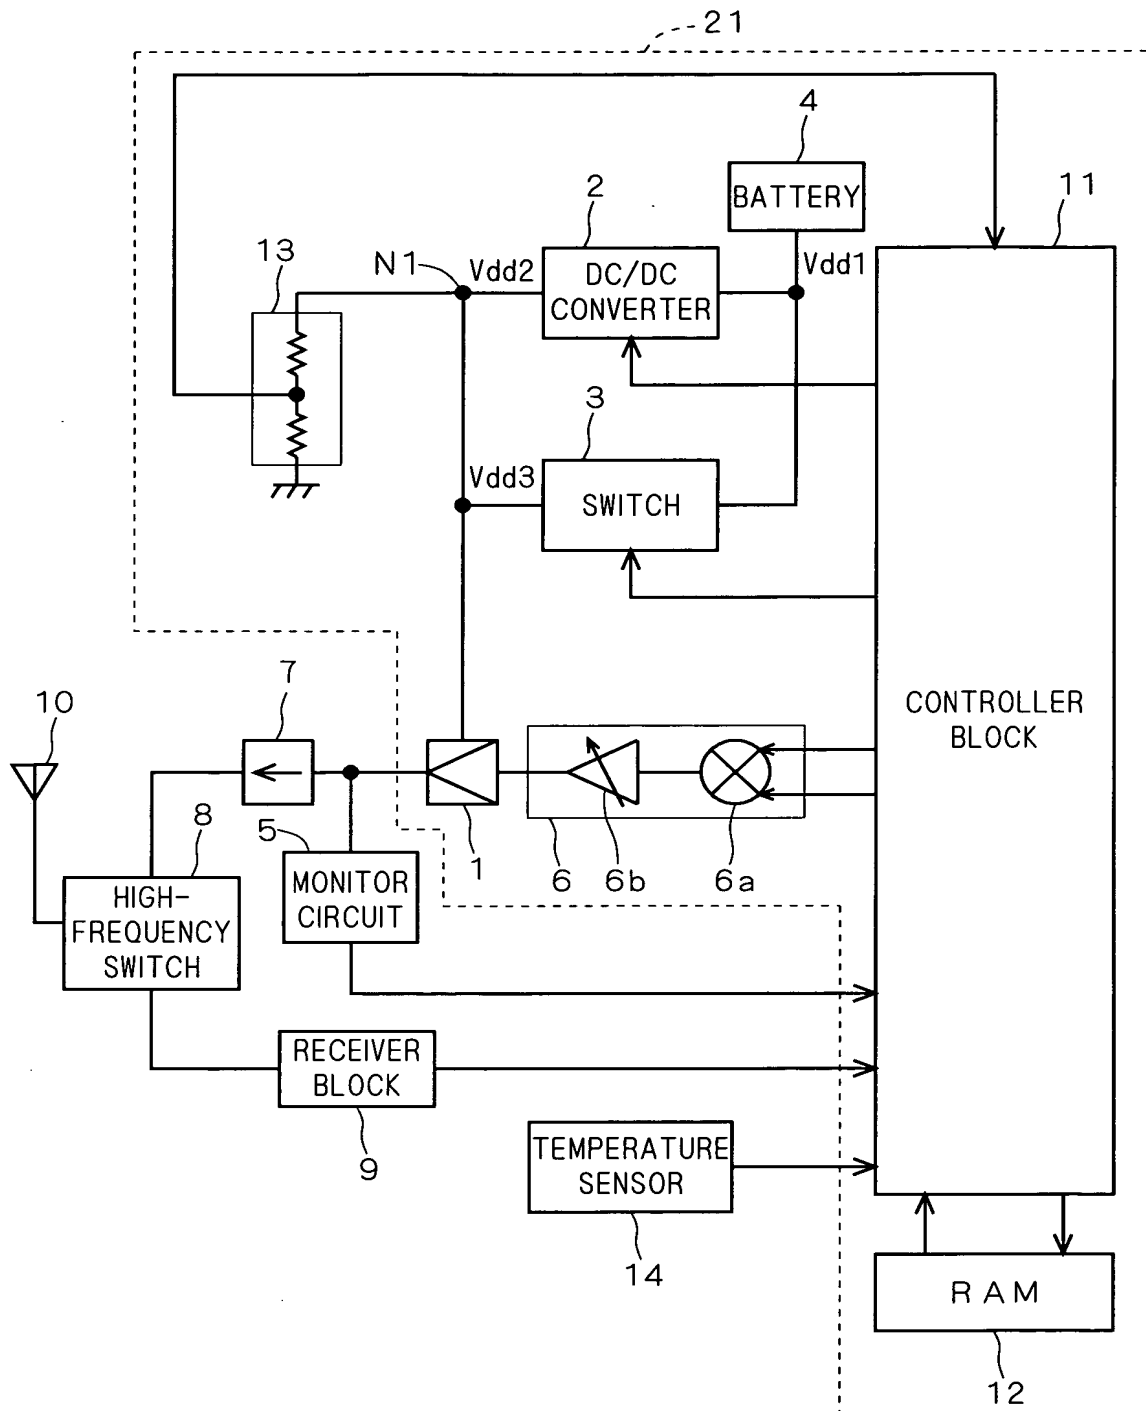 21
4
BATTERY
11
2
13
N1
Vdd2
DC/DC
CONVERTER
Vdd1
3
Vdd3
SWITCH
CONTROLLER
BLOCK
7
10
8
5
1
6
6b
6a
HIGH-
FREQUENCY
SWITCH
MONITOR
CIRCUIT
RECEIVER
BLOCK
9
TEMPERATURE
SENSOR
14
RAM
12